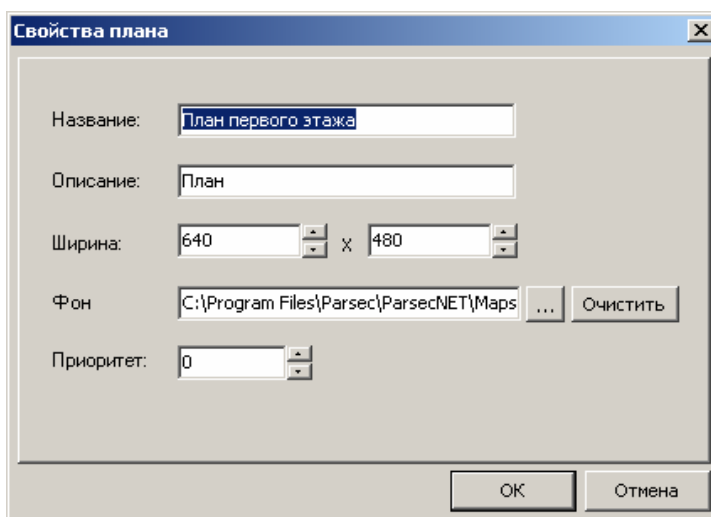 Свойства плана
Название: План первого этажа
Описание: План
Ширина: 640 x 480
Фон C:\Program Files\Parsec\ParsecNET\Maps ... Очистить
Приоритет: 0
ОК Отмена